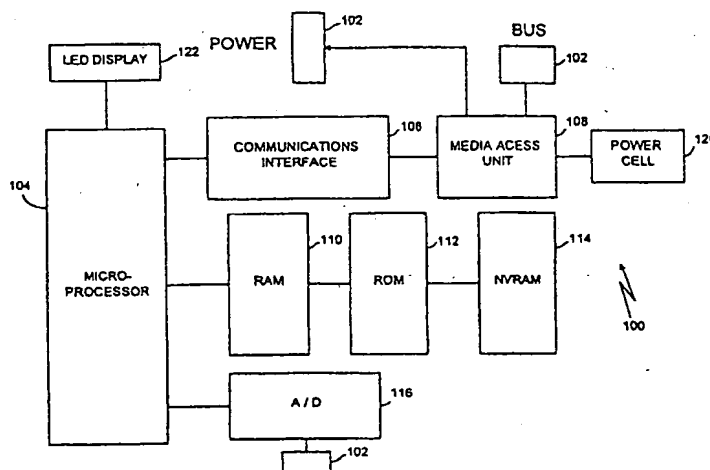 102
BUS
POWER
122
LED DISPLAY
102
106
108
COMMUNICATIONS
INTERFACE
MEDIA ACESS
UNIT
POWER
CELL
104
110
112
114
MICRO-
PROCESSOR
RAM
ROM
NVRAM
100
A / D
116
102